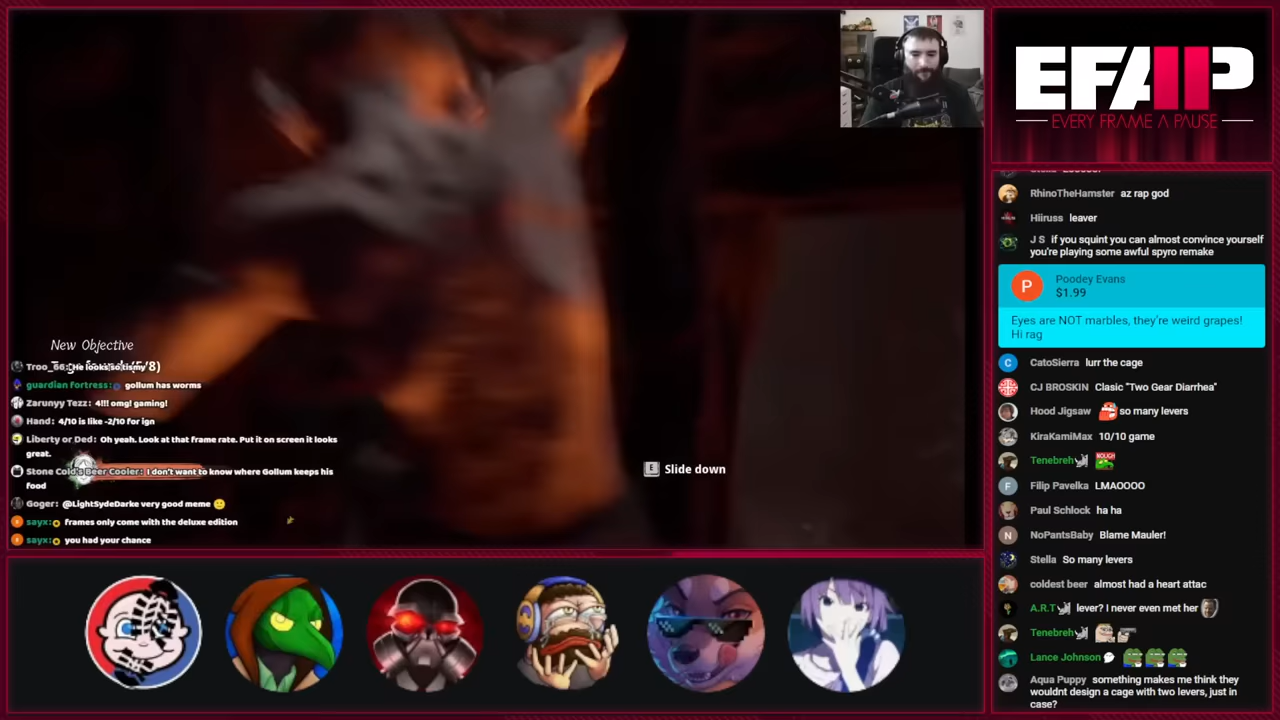 New Objective
/8)
Troo_66: He looks so tismy
guardian fortress: gollum has worms
Zarunyy Tezz: 4!!! omg! gaming!
Hand: 4/10 is like -2/10 for ign
Liberty or Ded: Oh yeah. Look at that frame rate. Put it on screen it looks
great.
Stone Cold's Beer Cooler: I don't want to know where Gollum keeps his
food
Goger: @LightSydeDarke very good meme 🙂
sayx: frames only come with the deluxe edition
sayx: you had your chance
E Slide down
EFAP
EVERY FRAME A PAUSE
RhinoTheHamster az rap god
Hiiruss leaver
J S if you squint you can almost convince yourself
you're playing some awful spyro remake
P
Poodey Evans
$1.99
Eyes are NOT marbles, they're weird grapes!
Hi rag
C CatoSierra lurr the cage
CJ BROSKIN Clasic "Two Gear Diarrhea"
Hood Jigsaw so many levers
KiraKamiMax 10/10 game
Tenebreh
F Filip Pavelka LMAOOOO
Paul Schlock ha ha
N NoPantsBaby Blame Mauler!
Stella So many levers
coldest beer almost had a heart attac
A.R.T lever? I never even met her
Tenebreh
Lance Johnson
Aqua Puppy something makes me think they
wouldnt design a cage with two levers, just in
case?